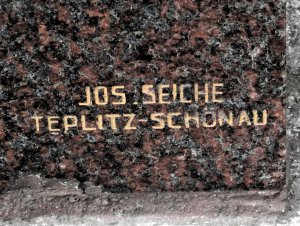 JOS. SEICHE
TEPLITZ-SCHÖNAU